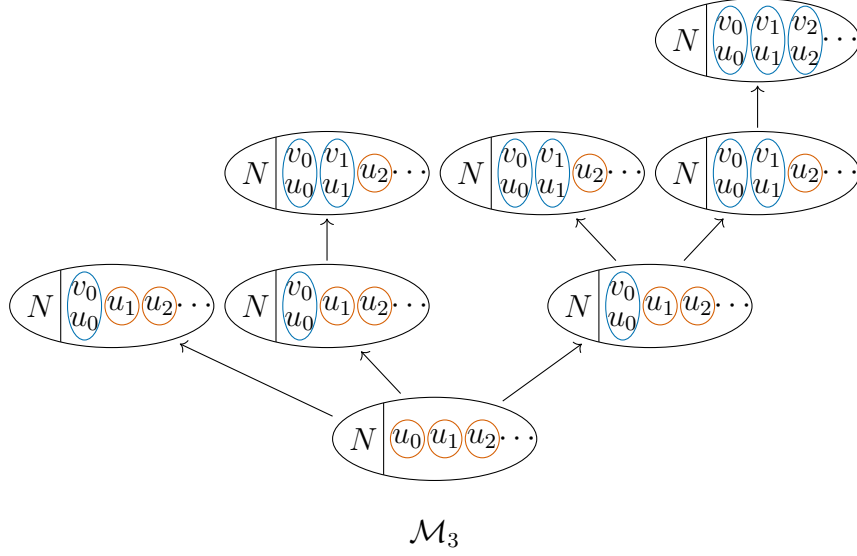 N v₀ v₁ v₂ ⋯
u₀ u₁ u₂
N v₀ v₁ u₂ ⋯
u₀ u₁
N v₀ v₁ u₂ ⋯
u₀ u₁
N v₀ v₁ u₂ ⋯
u₀ u₁
N v₀ u₁ u₂ ⋯
u₀
N v₀ u₁ u₂ ⋯
u₀
N v₀ u₁ u₂ ⋯
u₀
N u₀ u₁ u₂ ⋯
ℳ₃